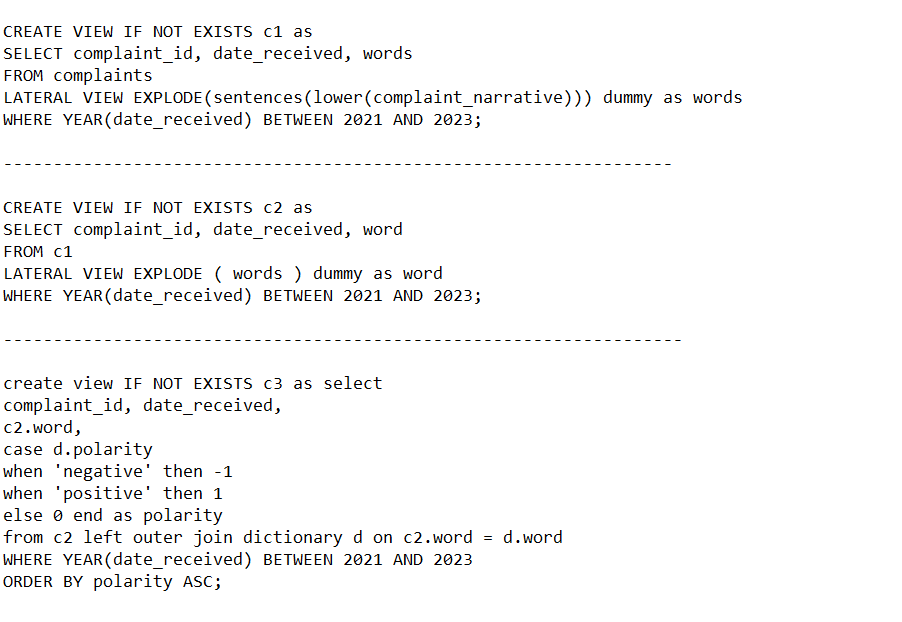 CREATE VIEW IF NOT EXISTS c1 as
SELECT complaint_id, date_received, words
FROM complaints
LATERAL VIEW EXPLODE(sentences(lower(complaint_narrative))) dummy as words
WHERE YEAR(date_received) BETWEEN 2021 AND 2023;
-------------------------------------------------------------------
CREATE VIEW IF NOT EXISTS c2 as
SELECT complaint_id, date_received, word
FROM c1
LATERAL VIEW EXPLODE ( words ) dummy as word
WHERE YEAR(date_received) BETWEEN 2021 AND 2023;
--------------------------------------------------------------------
create view IF NOT EXISTS c3 as select
complaint_id, date_received,
c2.word,
case d.polarity
when 'negative' then -1
when 'positive' then 1
else 0 end as polarity
from c2 left outer join dictionary d on c2.word = d.word
WHERE YEAR(date_received) BETWEEN 2021 AND 2023
ORDER BY polarity ASC;